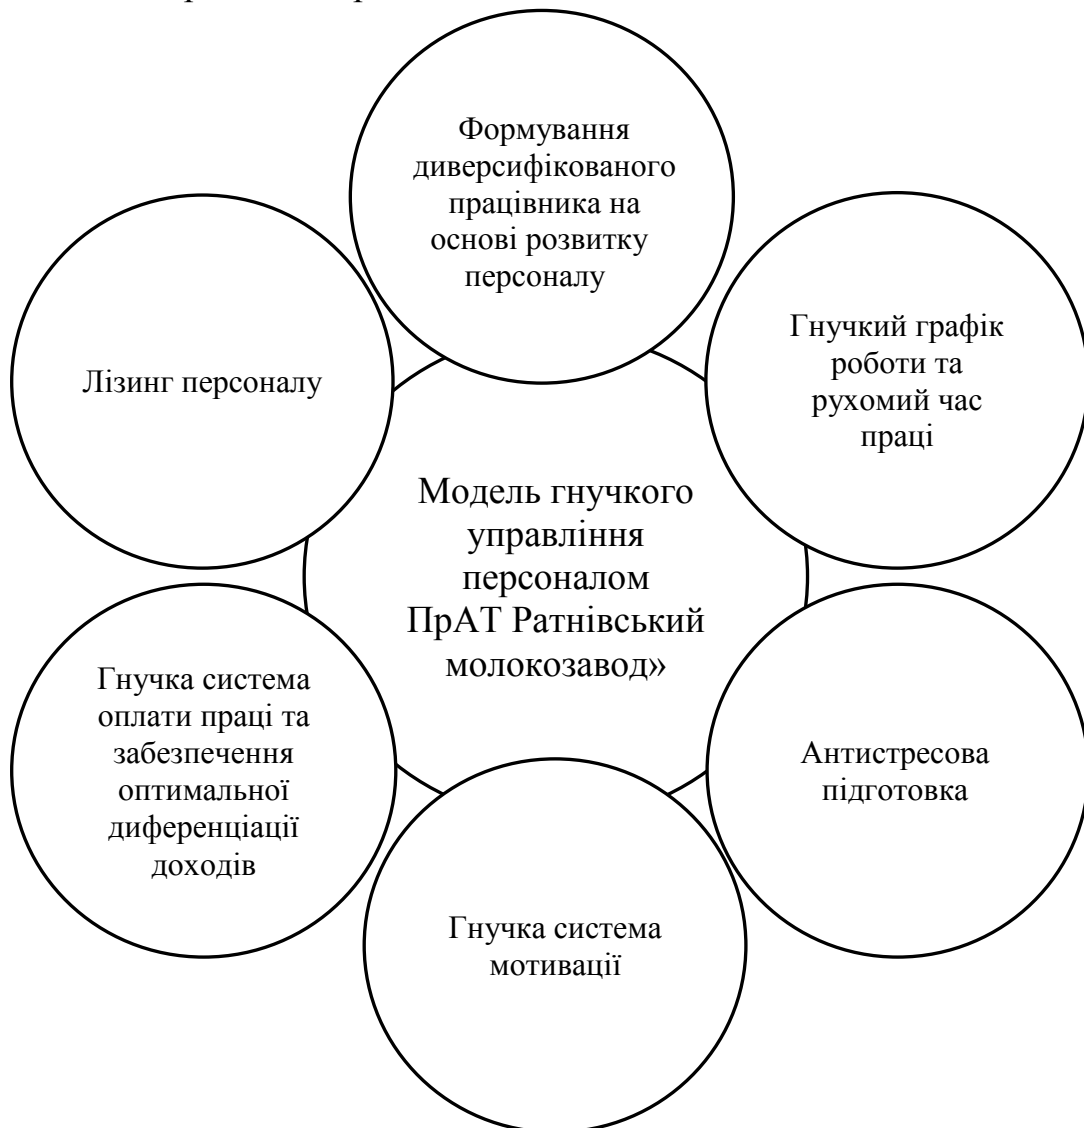 Формування
диверсифікованого
працівника на
основі розвитку
персоналу
Гнучкий графік
роботи та
рухомий час
праці
Лізинг персоналу
Модель гнучкого
управління
персоналом
ПрАТ Ратнівський
молокозавод»
Гнучка система
оплати праці та
забезпечення
оптимальної
диференціації
доходів
Антистресова
підготовка
Гнучка система
мотивації